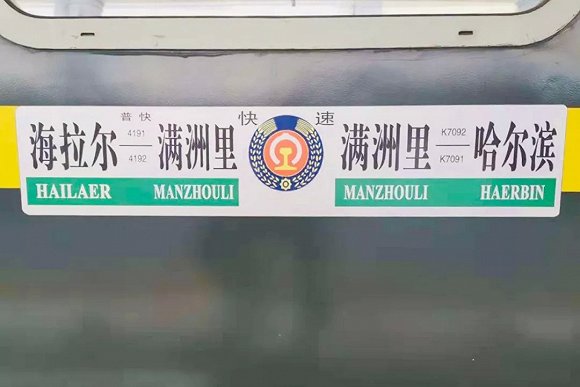 普快 快速
海拉尔 4191 满洲里 满洲里 K7092 哈尔滨
4192 K7091
HAILAER MANZHOULI MANZHOULI HAERBIN